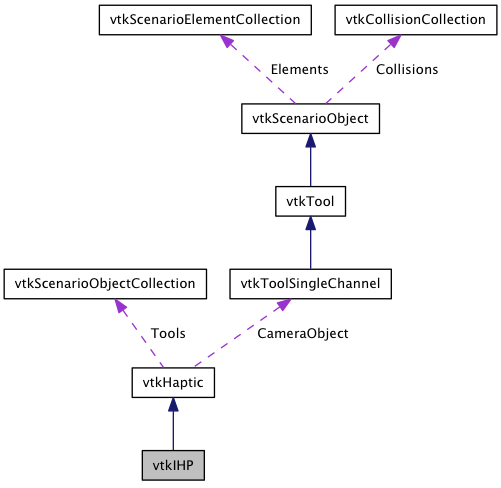 vtkScenarioElementCollection
vtkCollisionCollection
Elements
Collisions
vtkScenarioObject
vtkTool
vtkScenarioObjectCollection
vtkToolSingleChannel
Tools
CameraObject
vtkHaptic
vtkIHP